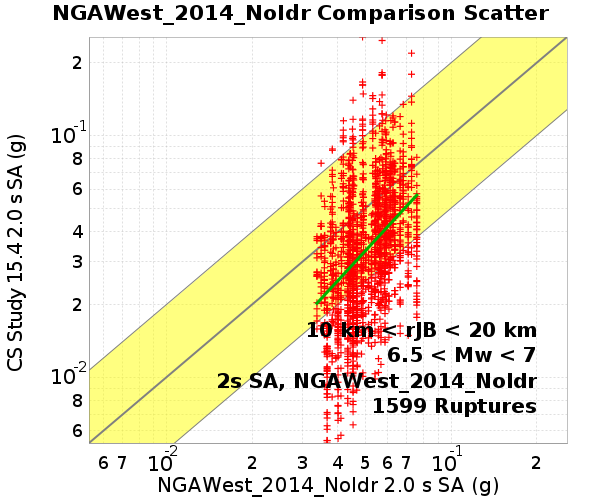 NGAWest_2014_NoIdr Comparison Scatter
CS Study 15.4 2.0 s SA (g)
2
10⁻¹
8
6
4
3
2
10⁻²
8
6
10 km < rJB < 20 km
6.5 < Mw < 7
2s SA, NGAWest_2014_NoIdr
1599 Ruptures
6 7 10⁻² 2 3 4 5 6 7 10⁻¹ 2
NGAWest_2014_NoIdr 2.0 s SA (g)